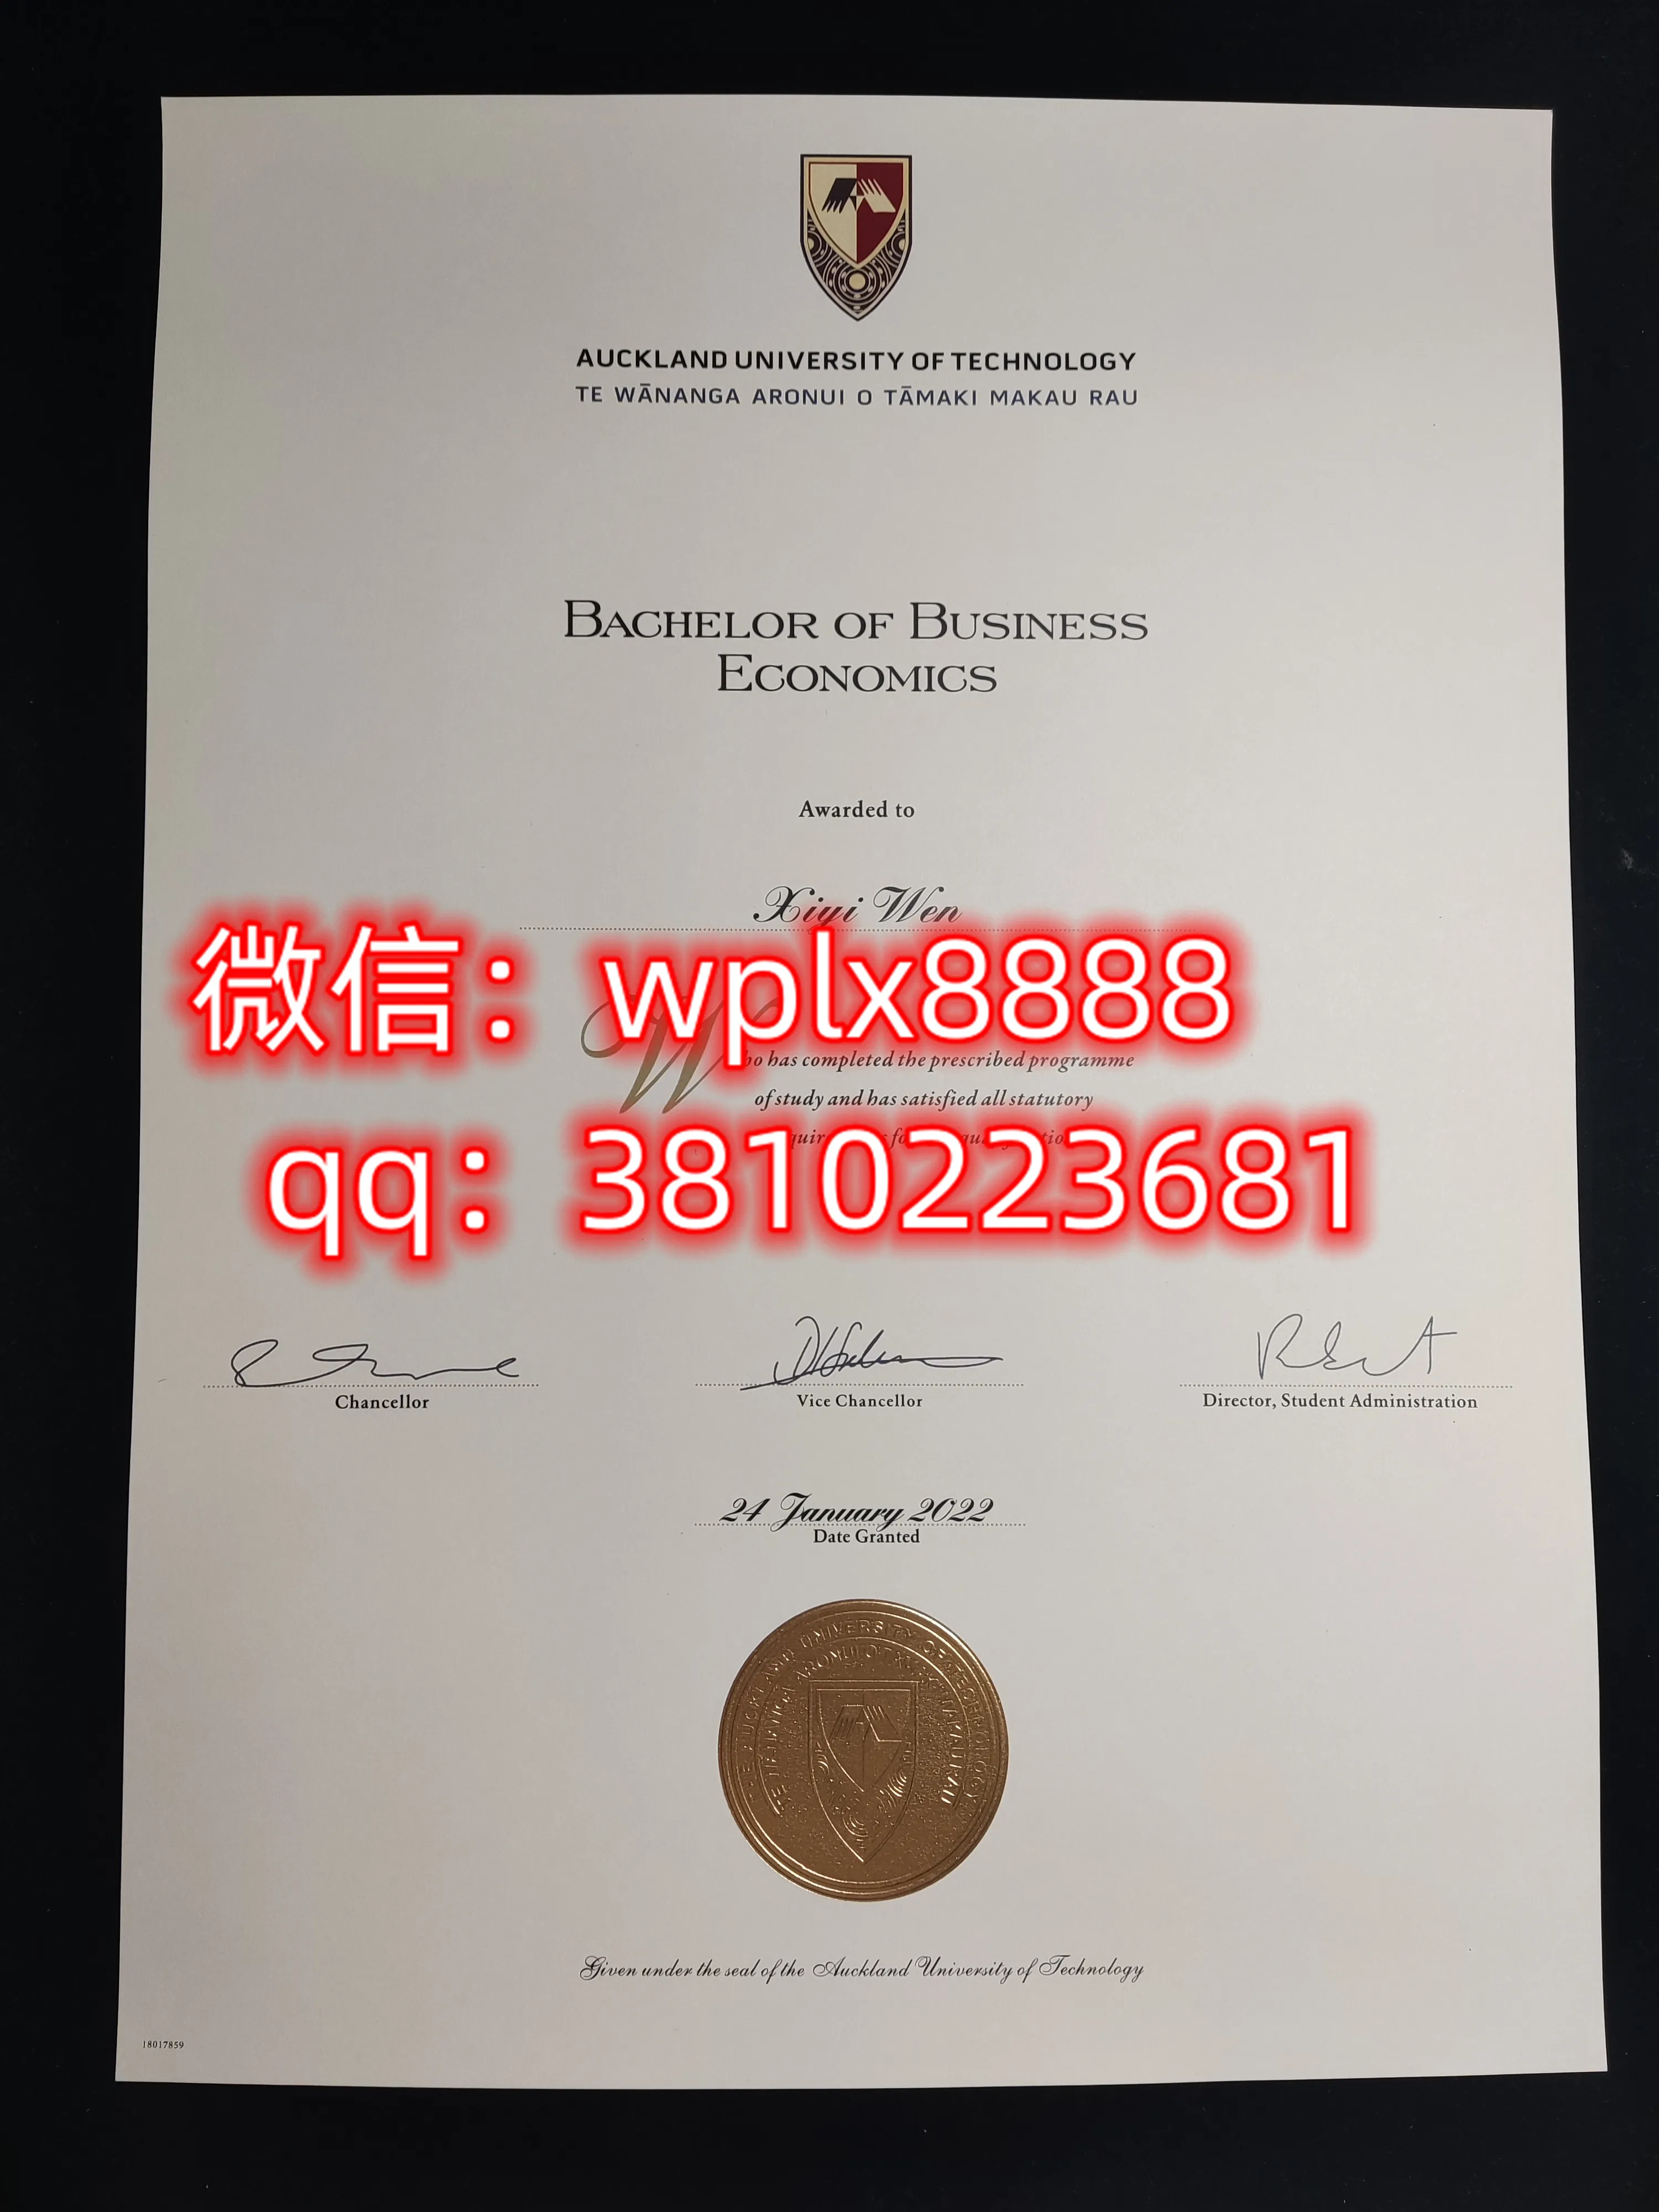 AUCKLAND UNIVERSITY OF TECHNOLOGY
TE WĀNANGA ARONUI O TĀMAKI MAKAU RAU
BACHELOR OF BUSINESS
ECONOMICS
Awarded to
Xiyi Wen
微信：wplx8888
ho has completed the prescribed programme
of study and has satisfied all statutory
qq：3810223681
Chancellor
Vice Chancellor
Director, Student Administration
24 January 2022
Date Granted
Given under the seal of the Auckland University of Technology
18017859